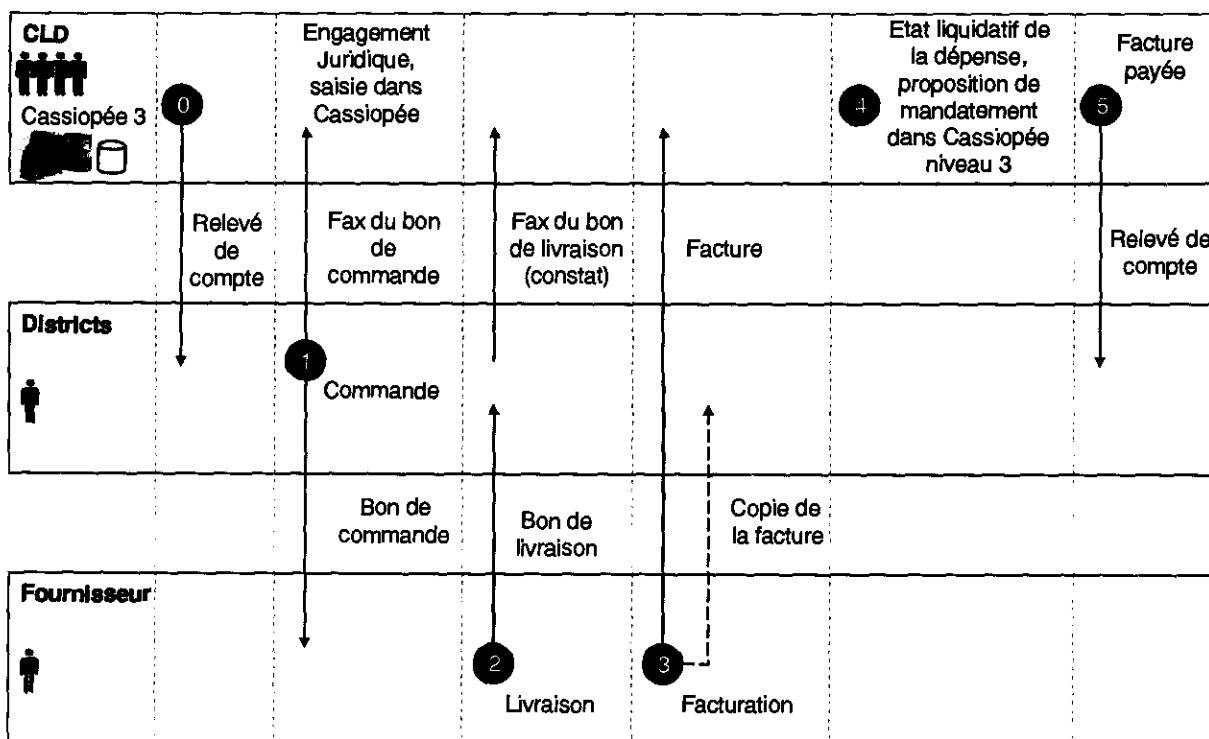 CLD
Cassiopée 3
0
Engagement
Juridique,
saisie dans
Cassiopée
4
Etat liquidatif de
la dépense,
proposition de
mandatement
dans Cassiopée
niveau 3
5
Facture
payée
Relevé
de
compte
Fax du bon
de
commande
Fax du bon
de livraison
(constat)
Facture
Relevé de
compte
Districts
1
Commande
Bon de
commande
Bon de
livraison
Copie de
la facture
Fournisseur
2
Livraison
3
Facturation